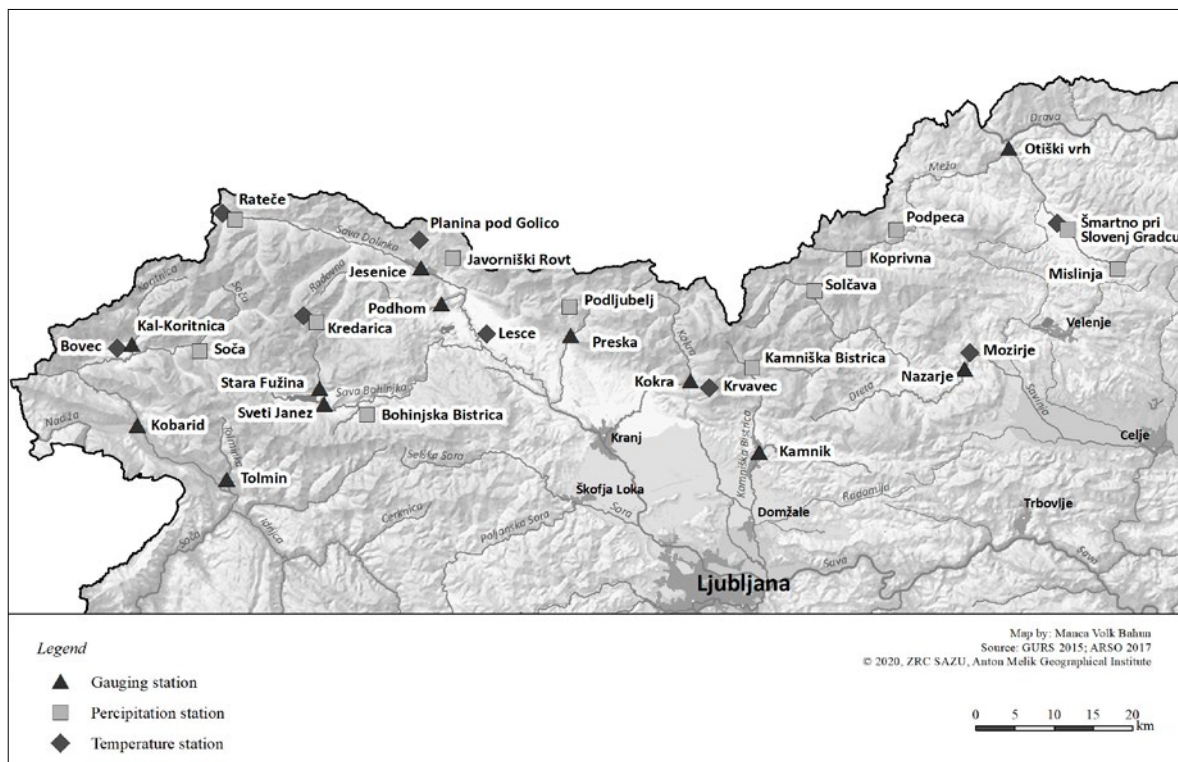 Drava
Otiški vrh
Meža
Rateče
Planina pod Golico
Podpeca
Šmartno pri
Slovenj Gradcu
Sava Dolinka
Javorniški Rovt
Koprivna
Jesenice
Mislinja
Koritnica
Soča
Radovna
Solčava
Podhom
Podljubelj
Kredarica
Velenje
Kal-Koritnica
Lesce
Preska
Kokra
Bovec
Soča
Mozirje
Kamniška Bistrica
Stara Fužina
Sava Bohinjka
Kokra
Krvavec
Nazarje
Dreta
Savinja
Sveti Janez
Bohinjska Bistrica
Nadiža
Kobarid
Tolminka
Kranj
Celje
Selška Sora
Kamniška Bistrica
Kamnik
Tolmin
Škofja Loka
Radomlja
Domžale
Trbovlje
Cerknica
Poljanska Sora
Sora
Idrijca
Soča
Sava
Sava
Ljubljana
Legend
Gauging station
Percipitation station
Temperature station
Map by: Manca Volk Bahun
Source: GURS 2015; ARSO 2017
© 2020, ZRC SAZU, Anton Melik Geographical Institute
0 5 10 15 20
km